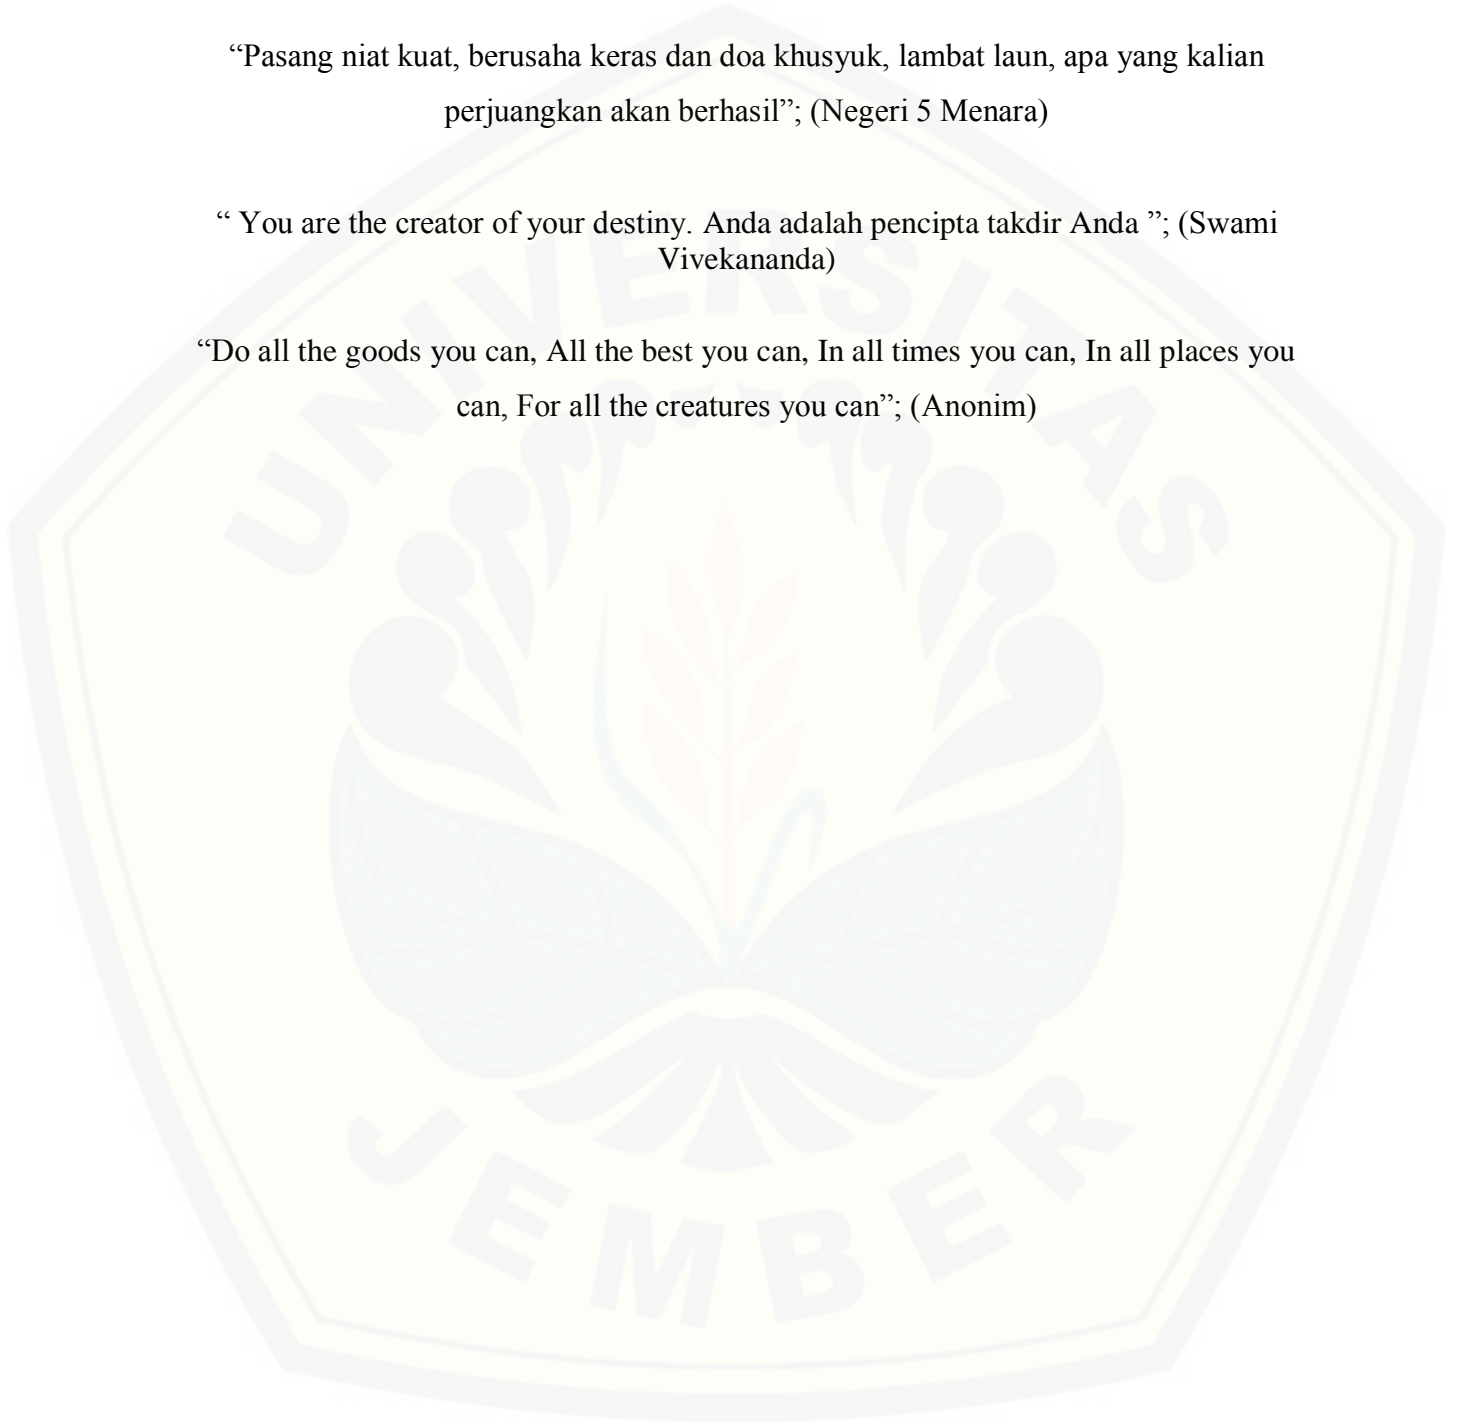 “Pasang niat kuat, berusaha keras dan doa khusyuk, lambat laun, apa yang kalian
perjuangkan akan berhasil”; (Negeri 5 Menara)
“ You are the creator of your destiny. Anda adalah pencipta takdir Anda ”; (Swami
Vivekananda)
“Do all the goods you can, All the best you can, In all times you can, In all places you
can, For all the creatures you can”; (Anonim)
UNIVERSITAS
JEMBER